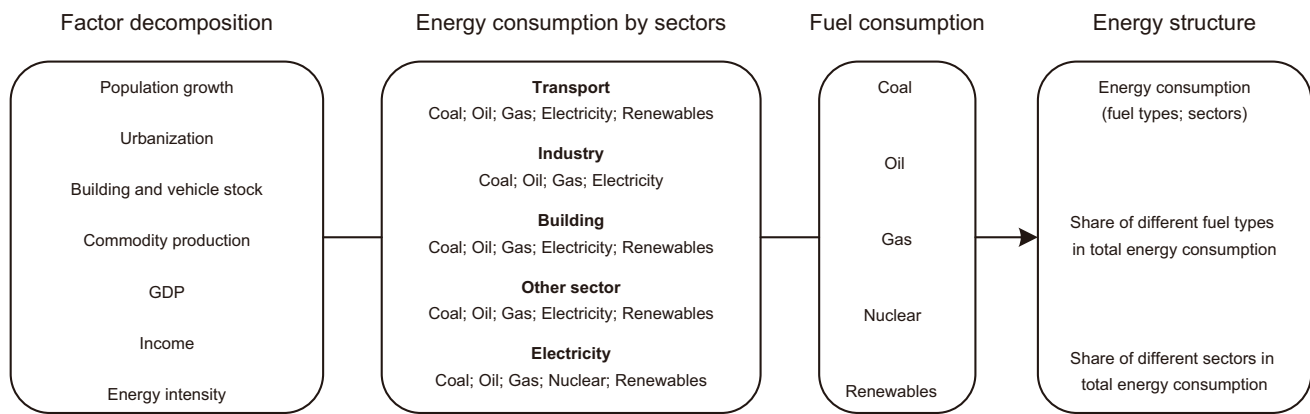 Factor decomposition
Population growth
Urbanization
Building and vehicle stock
Commodity production
GDP
Income
Energy intensity
Energy consumption by sectors
Transport
Coal; Oil; Gas; Electricity; Renewables
Industry
Coal; Oil; Gas; Electricity
Building
Coal; Oil; Gas; Electricity; Renewables
Other sector
Coal; Oil; Gas; Electricity; Renewables
Electricity
Coal; Oil; Gas; Nuclear; Renewables
Fuel consumption
Coal
Oil
Gas
Nuclear
Renewables
Energy structure
Energy consumption
(fuel types; sectors)
Share of different fuel types
in total energy consumption
Share of different sectors in
total energy consumption